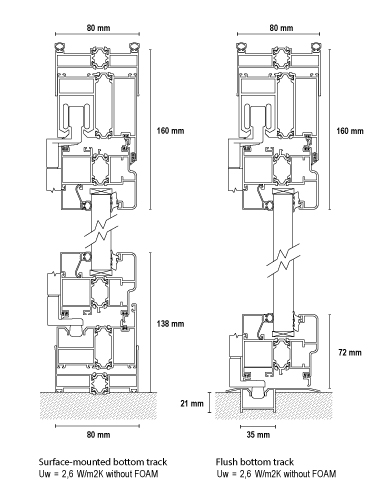 80 mm
80 mm
160 mm
160 mm
138 mm
72 mm
21 mm
80 mm
35 mm
Surface-mounted bottom track
Uw = 2,6 W/m2K without FOAM
Flush bottom track
Uw = 2,6 W/m2K without FOAM